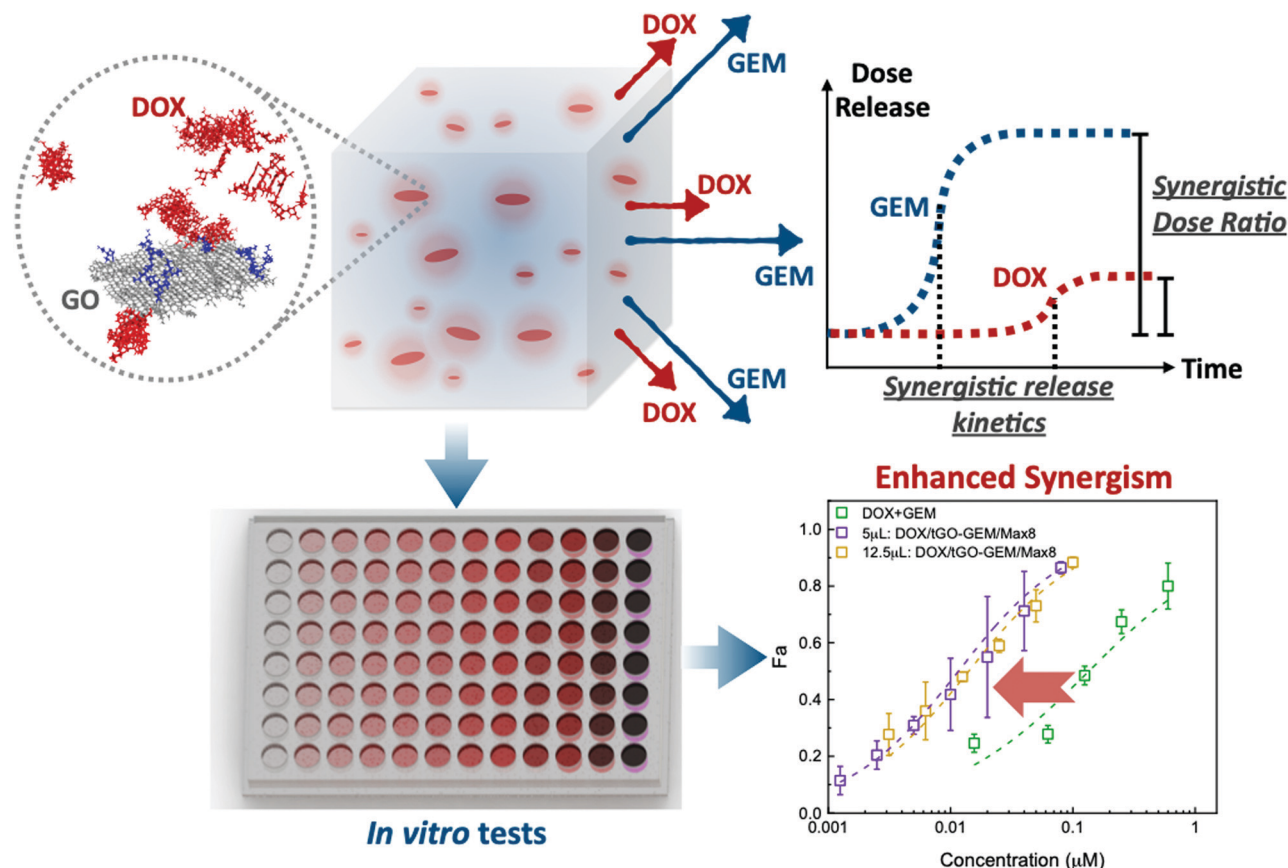 DOX
GO
DOX
GEM
DOX
GEM
GEM
DOX
Dose
Release
GEM
DOX
Synergistic
Dose Ratio
Time
Synergistic release
kinetics
In vitro tests
Enhanced Synergism
DOX+GEM
5µL: DOX/tGO-GEM/Max8
12.5µL: DOX/tGO-GEM/Max8
Fa
1.0
0.8
0.6
0.4
0.2
0.0
0.001
0.01
0.1
1
Concentration (µM)